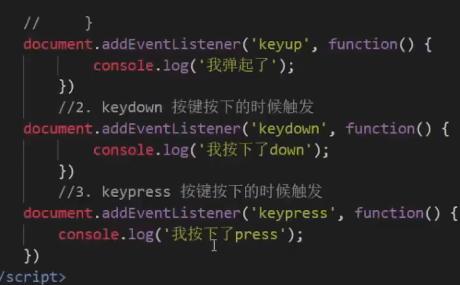 //     }
document.addEventListener('keyup', function() {
console.log('我弹起了');
})
//2. keydown 按键按下的时候触发
document.addEventListener('keydown', function() {
console.log('我按下了down');
})
//3. keypress 按键按下的时候触发
document.addEventListener('keypress', function() {
console.log('我按下了press');
})
/script>